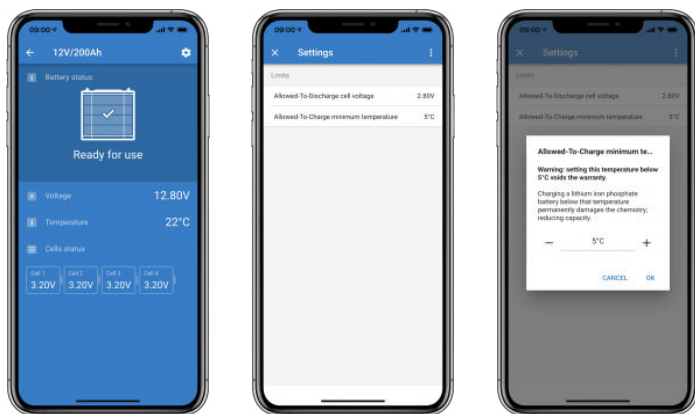 09:00
12V/200Ah
Battery status
Ready for use
Voltage 12.80V
Temperature 22°C
Cells status
Cell 1 Cell 2 Cell 3 Cell 4
3.20V 3.20V 3.20V 3.20V
09:00
Settings
Limits
Allowed-To-Discharge cell voltage 2.80V
Allowed-To-Charge minimum temperature 5°C
09:00
Settings
Limits
Allowed-To-Discharge cell voltage 2.80V
Allowed-To-Charge minimum temperature 5°C
Allowed-To-Charge minimum te...
Warning: setting this temperature below
5°C voids the warranty.
Charging a lithium iron phosphate
battery below that temperature
permanently damages the chemistry;
reducing capacity.
— 5°C +
CANCEL OK